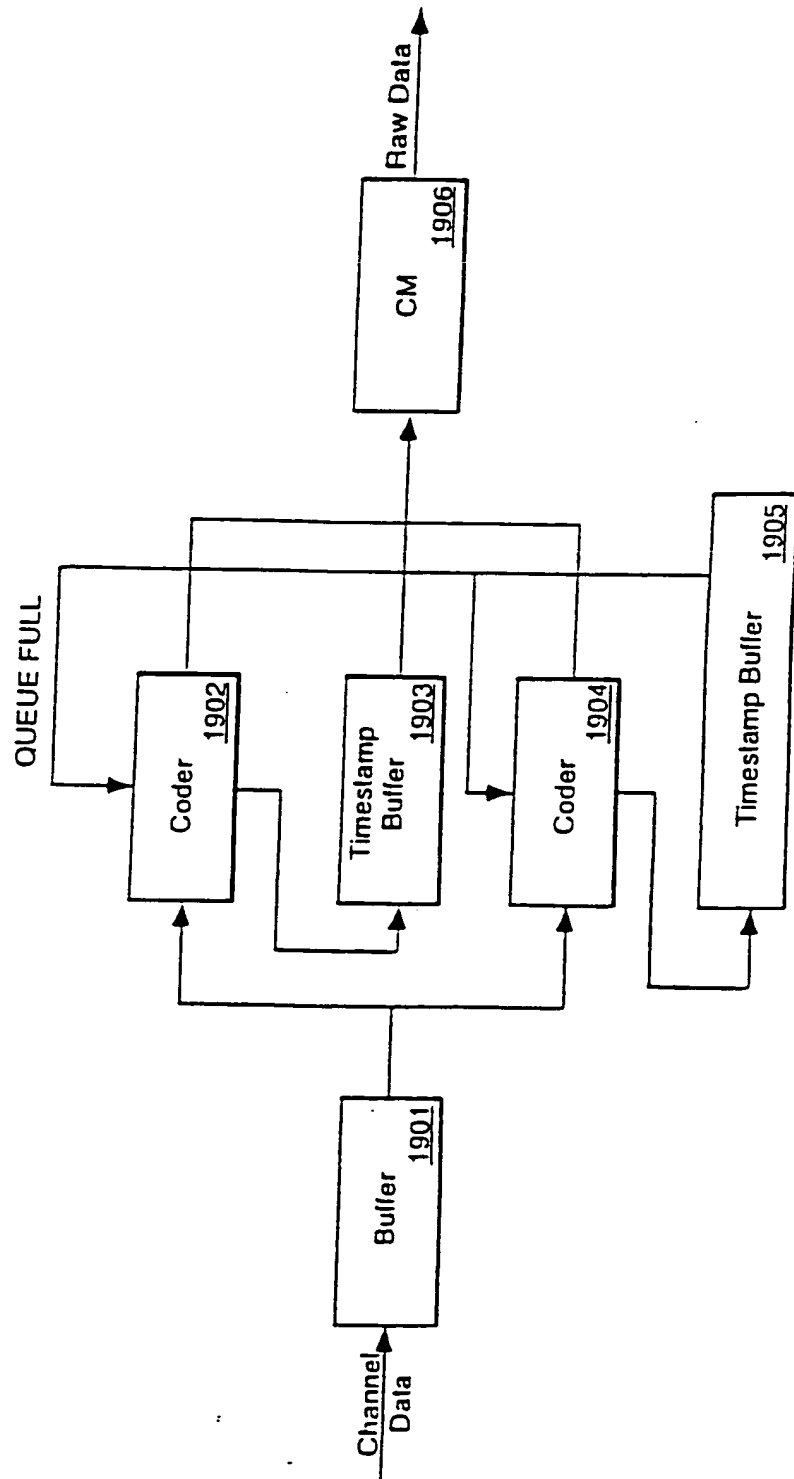 QUEUE FULL
Channel
Data
Buffer
1901
Coder
1902
Timestamp
Buffer
1903
Coder
1904
Timestamp Buffer
1905
CM
1906
Raw Data